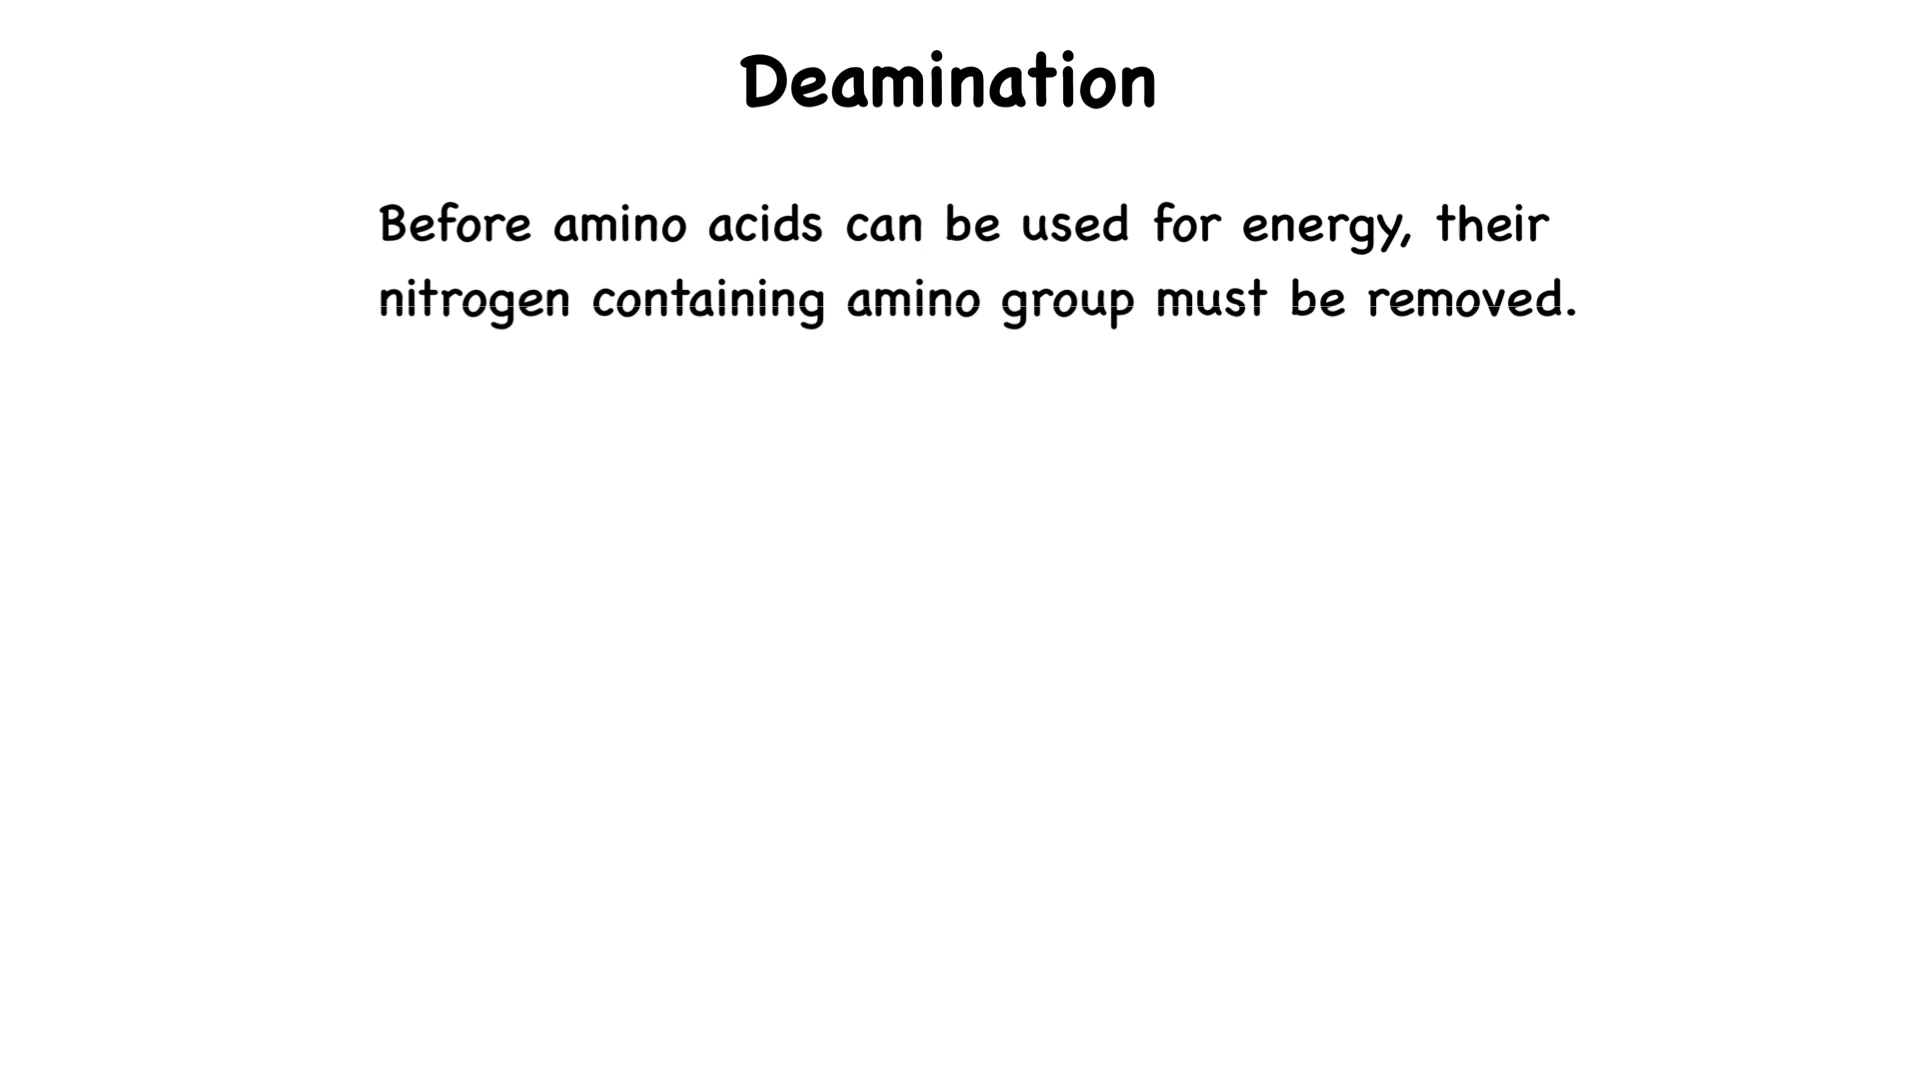 Deamination
Before amino acids can be used for energy, their
nitrogen containing amino group must be removed.